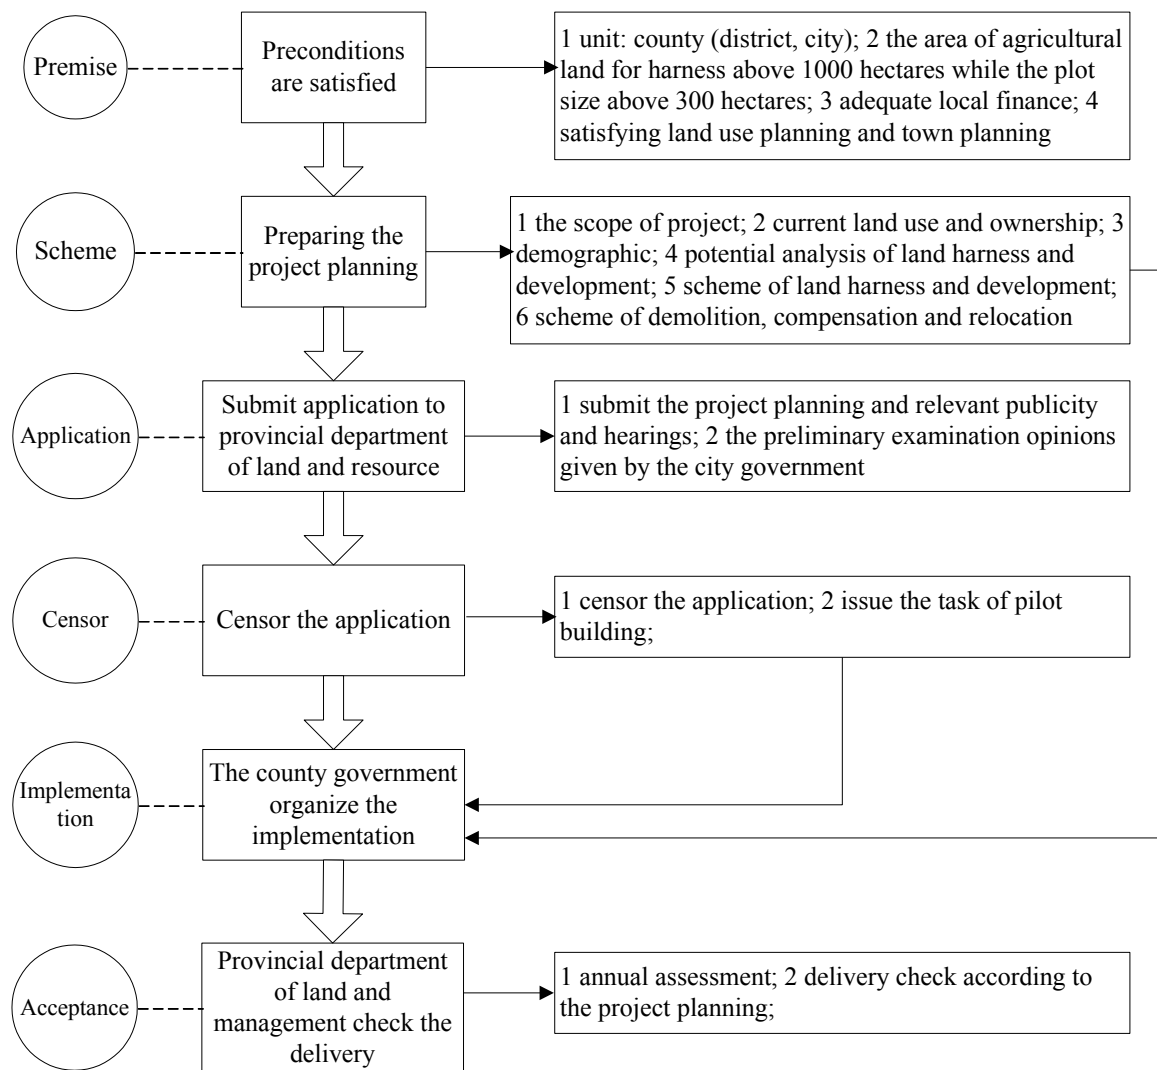 Premise
Preconditions
are satisfied
1 unit: county (district, city); 2 the area of agricultural
land for harness above 1000 hectares while the plot
size above 300 hectares; 3 adequate local finance; 4
satisfying land use planning and town planning
Scheme
Preparing the
project planning
1 the scope of project; 2 current land use and ownership; 3
demographic; 4 potential analysis of land harness and
development; 5 scheme of land harness and development;
6 scheme of demolition, compensation and relocation
Application
Submit application to
provincial department
of land and resource
1 submit the project planning and relevant publicity
and hearings; 2 the preliminary examination opinions
given by the city government
Censor
Censor the application
1 censor the application; 2 issue the task of pilot
building;
Implementa
tion
The county government
organize the
implementation
Acceptance
Provincial department
of land and
management check the
delivery
1 annual assessment; 2 delivery check according to
the project planning;